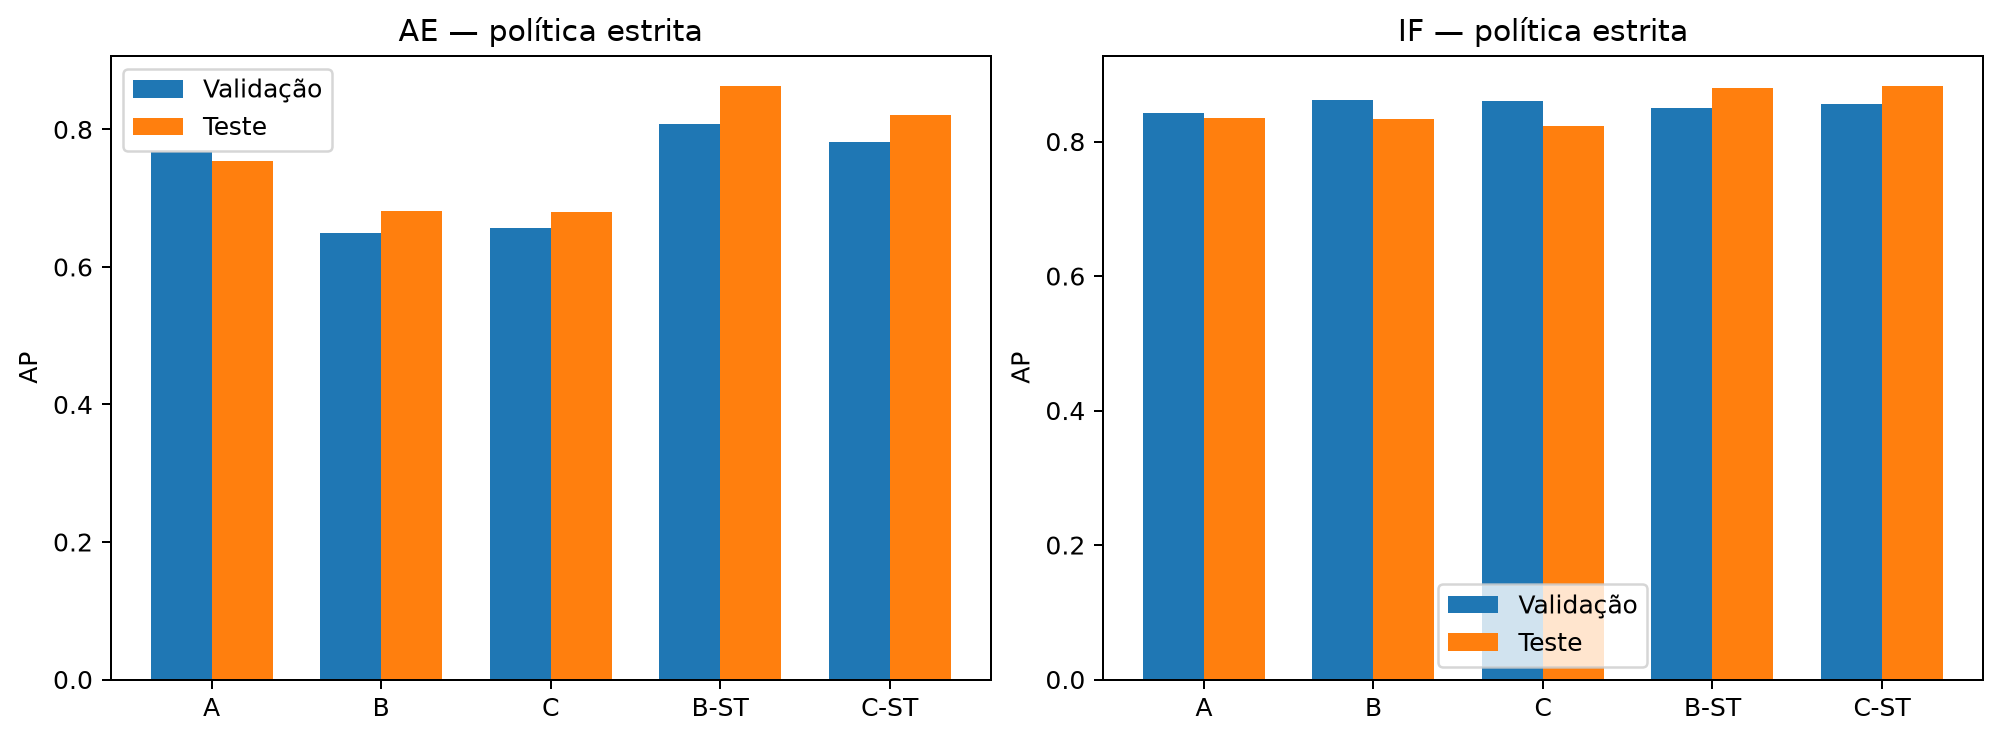 AE — política estrita
Validação
Teste
AP
0.8
0.6
0.4
0.2
0.0
A B C B-ST C-ST
IF — política estrita
AP
0.8
0.6
0.4
0.2
0.0
Validação
Teste
A B C B-ST C-ST